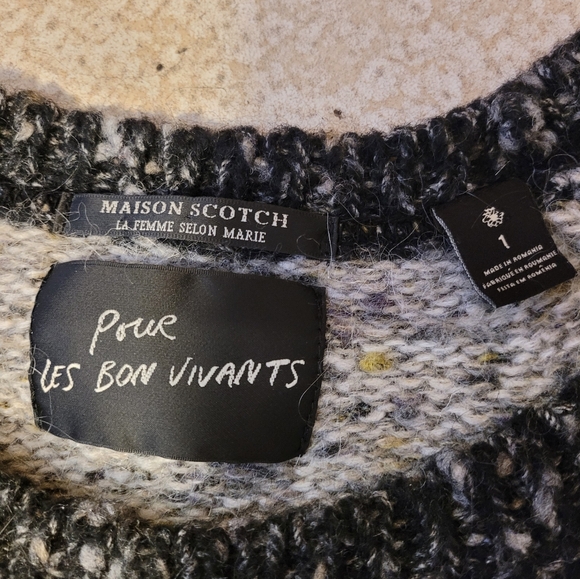 MAISON SCOTCH
LA FEMME SELON MARIE
Pour
LES BON VIVANTS
1
MADE IN ROMANIA
FABRIQUÉ EN ROUMANIE
FEITA EM ROMÉNIA